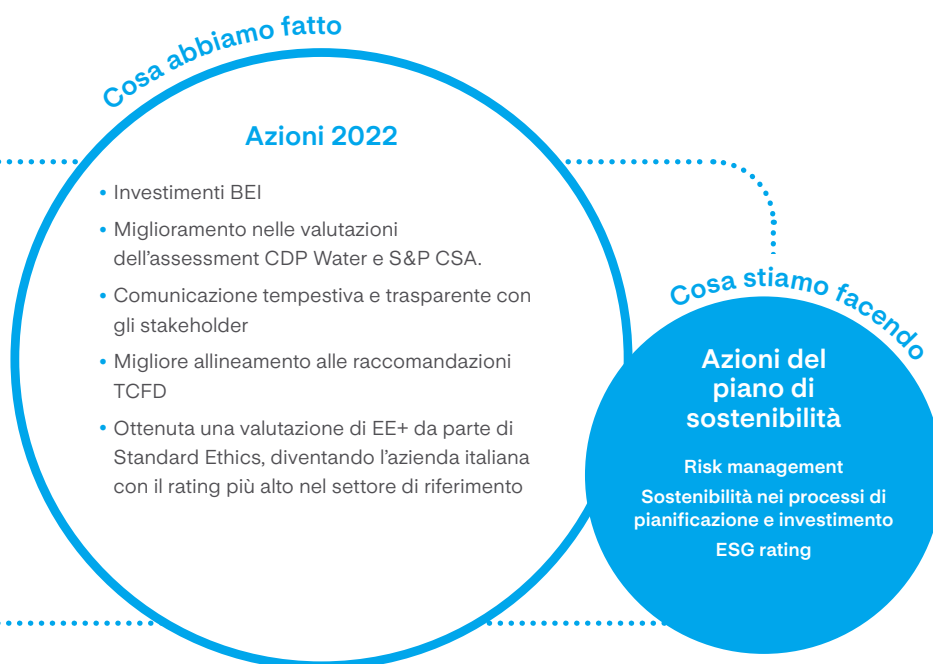 Cosa abbiamo fatto
Azioni 2022
• Investimenti BEI
• Miglioramento nelle valutazioni
dell'assessment CDP Water e S&P CSA.
• Comunicazione tempestiva e trasparente con
gli stakeholder
• Migliore allineamento alle raccomandazioni
TCFD
• Ottenuta una valutazione di EE+ da parte di
Standard Ethics, diventando l'azienda italiana
con il rating più alto nel settore di riferimento
Cosa stiamo facendo
Azioni del
piano di
sostenibilità
Risk management
Sostenibilità nei processi di
pianificazione e investimento
ESG rating